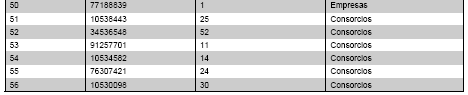 50 77188839 1 Empresas
51 10538443 25 Consorcios
52 34536548 52 Consorcios
53 91257701 11 Consorcios
54 10534582 14 Consorcios
55 76307421 24 Consorcios
56 10530098 30 Consorcios